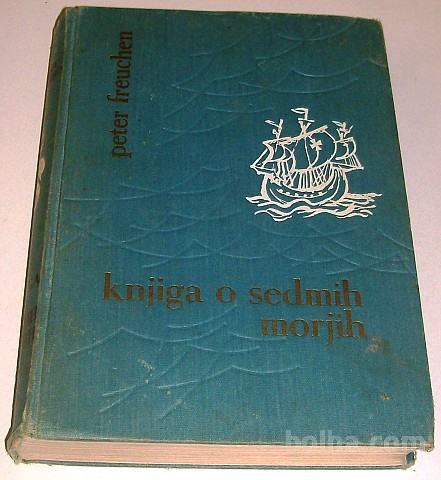 peter freuchen
knjiga o sedmih
morjih
bolha.com